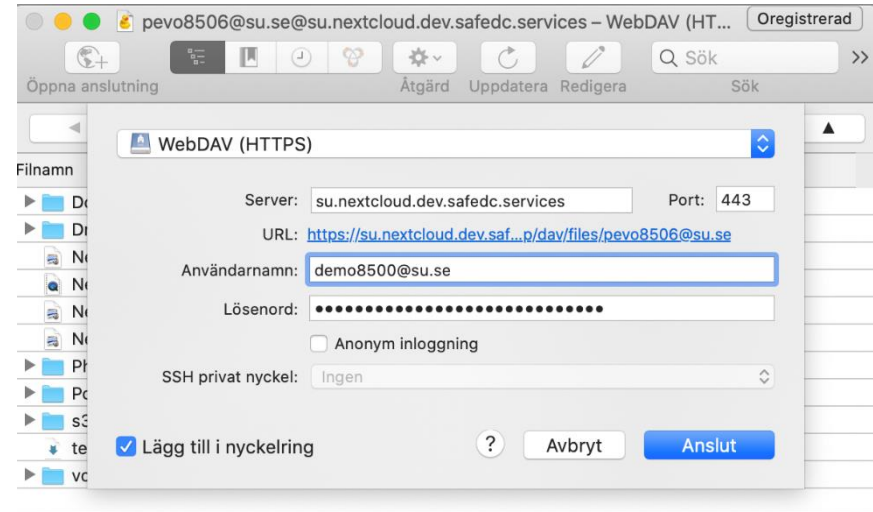 pevo8506@su.se@su.nextcloud.dev.safedc.services – WebDAV (HT... Oregistrerad
Öppna anslutning Åtgärd Uppdatera Redigera Sök
Sök
Filnamn
WebDAV (HTTPS)
Server: su.nextcloud.dev.safedc.services Port: 443
URL: https://su.nextcloud.dev.saf...p/dav/files/pevo8506@su.se
Användarnamn: demo8500@su.se
Lösenord: ••••••••••••••••••••••••••••••
Anonym inloggning
SSH privat nyckel: Ingen
Lägg till i nyckelring ? Avbryt Anslut